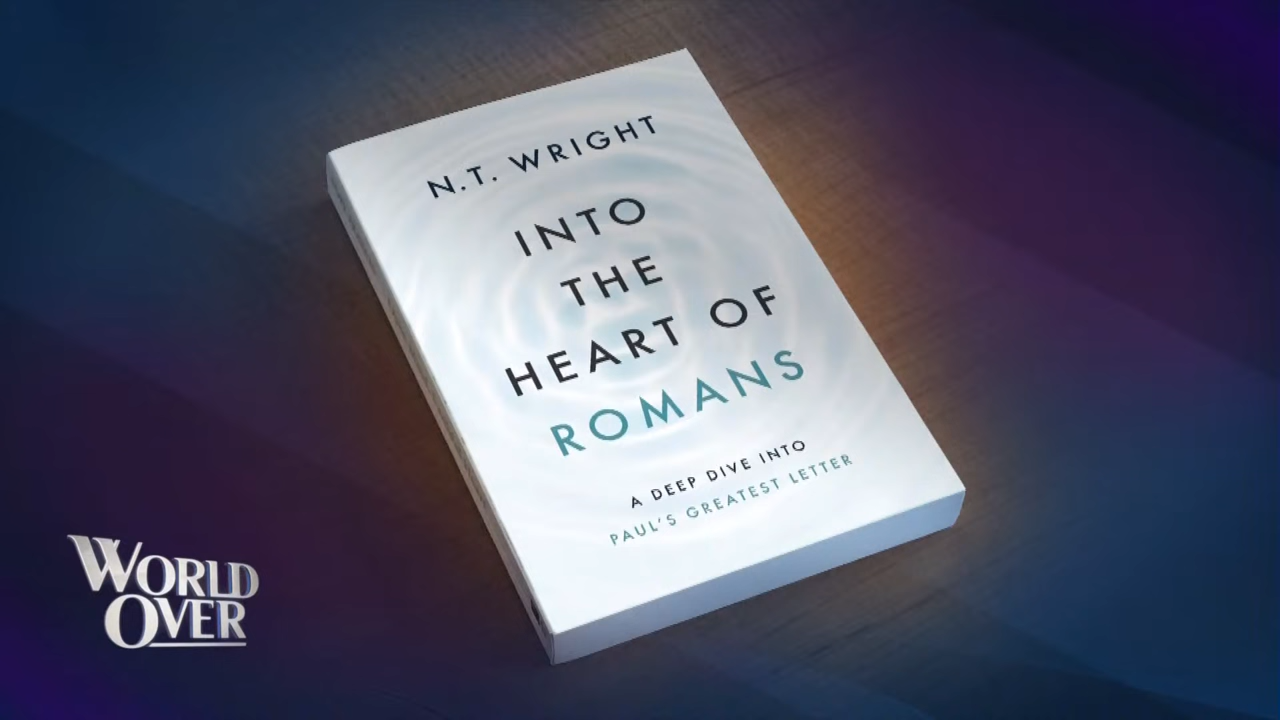 N.T. WRIGHT
INTO
THE
HEART OF
ROMANS
A DEEP DIVE INTO
PAUL'S GREATEST LETTER
WORLD
OVER